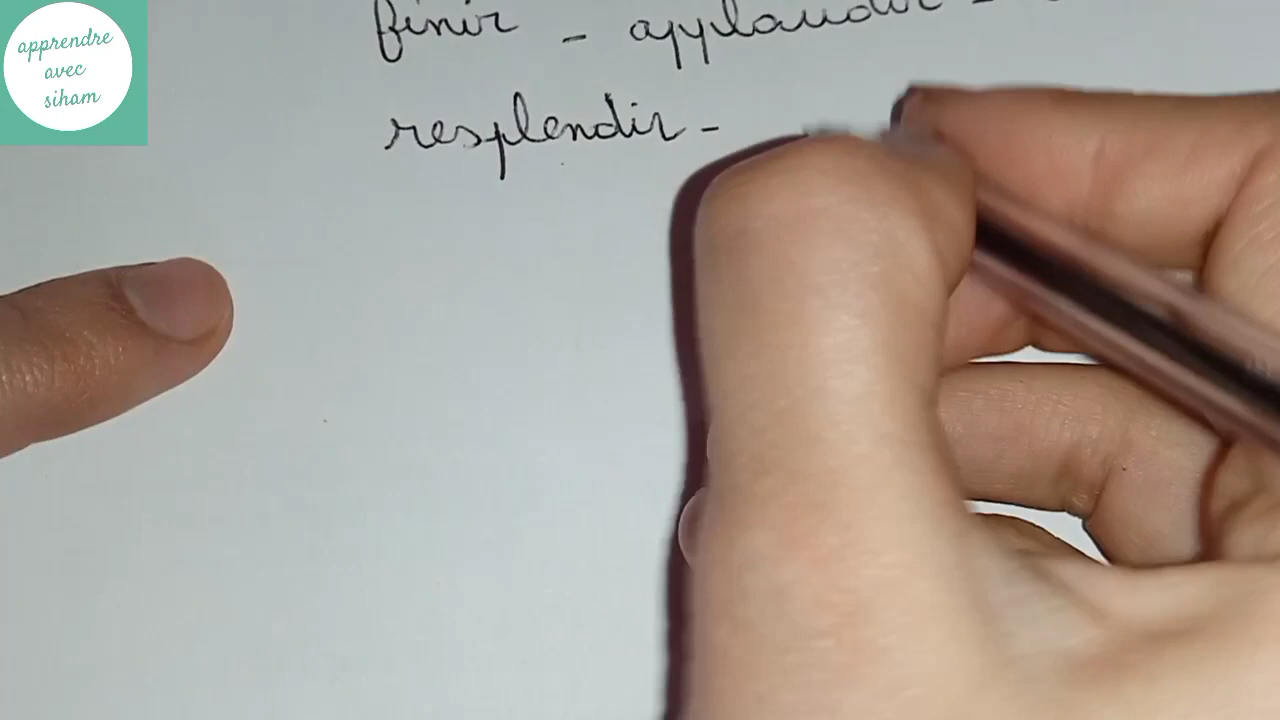 apprendre
avec
siham
finir - applaudir -
resplendir -